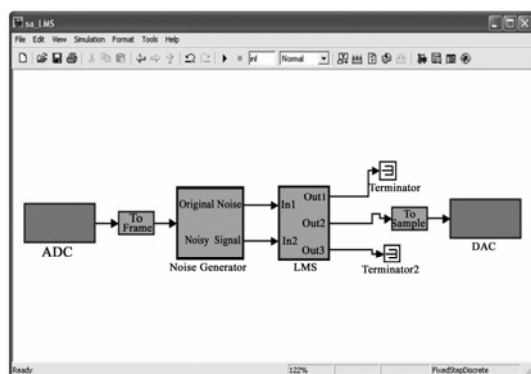 sa_LMS
File Edit View Simulation Format Tools Help
inf Normal
ADC
To Frame
Original Noise
Noisy Signal
Noise Generator
In1
In2
Out1
Out2
Out3
LMS
Terminator
Terminator2
To Sample
DAC
Ready 122% FixedStepDiscrete